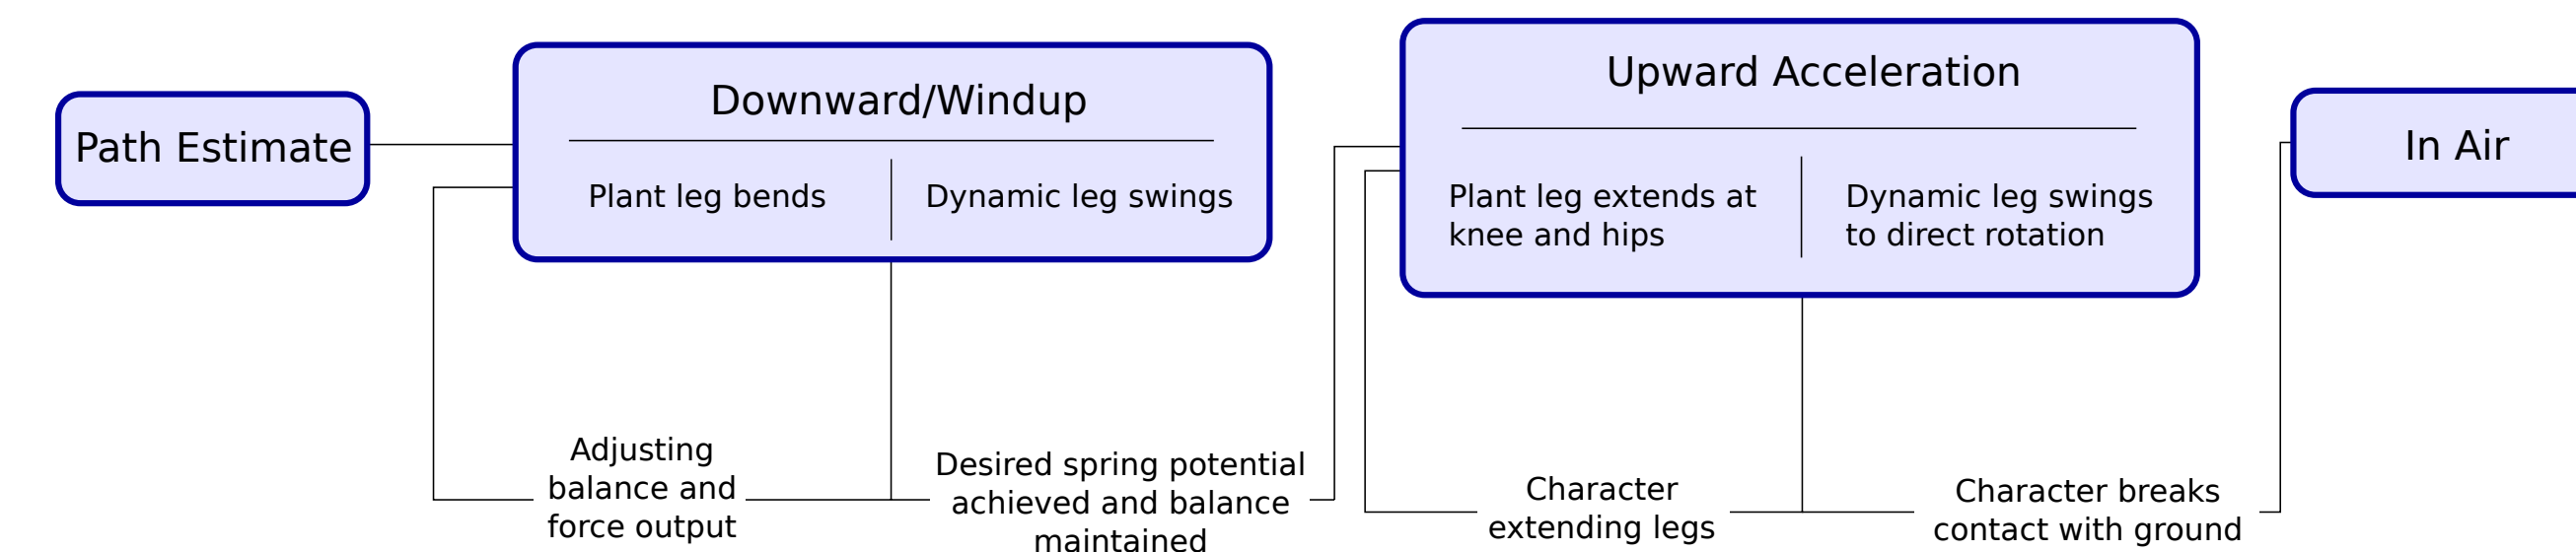 Path Estimate
Downward/Windup
Plant leg bends
Dynamic leg swings
Adjusting
balance and
force output
Desired spring potential
achieved and balance
maintained
Upward Acceleration
Plant leg extends at
knee and hips
Dynamic leg swings
to direct rotation
Character
extending legs
Character breaks
contact with ground
In Air